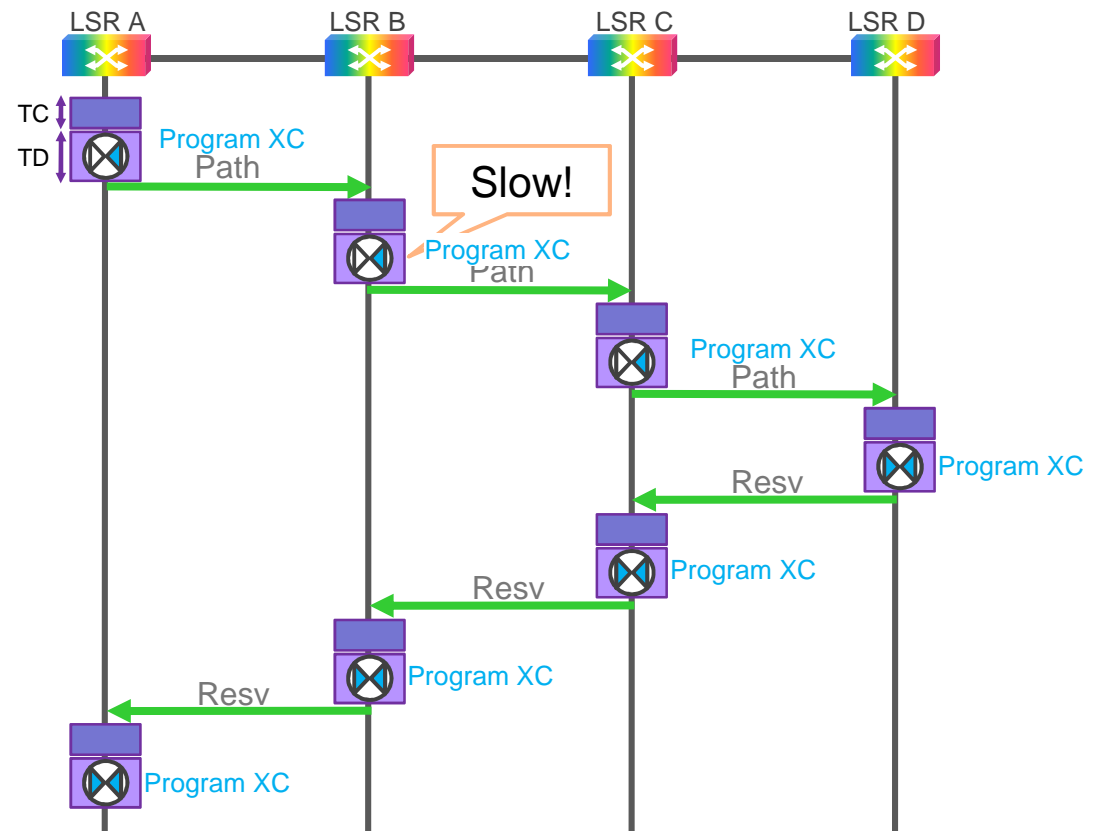 LSR A
LSR B
LSR C
LSR D
TC
TD
Program XC
Path
Slow!
Program XC
Path
Program XC
Path
Program XC
Resv
Program XC
Resv
Program XC
Resv
Program XC